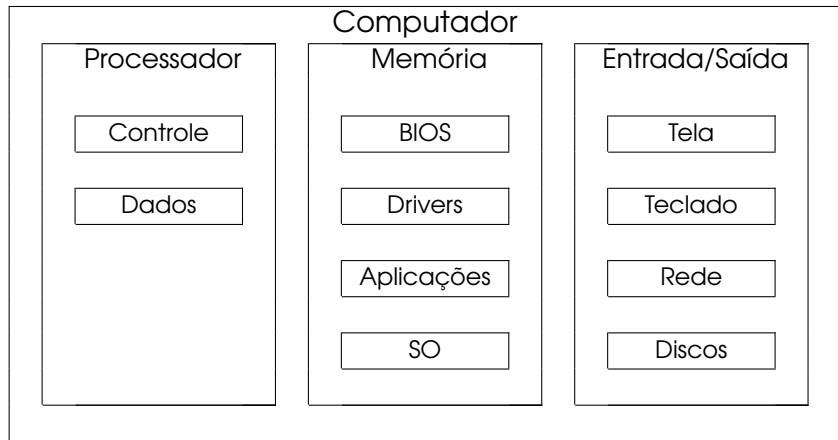 Computador
Processador
Controle
Dados
Memória
BIOS
Drivers
Aplicações
SO
Entrada/Saída
Tela
Teclado
Rede
Discos